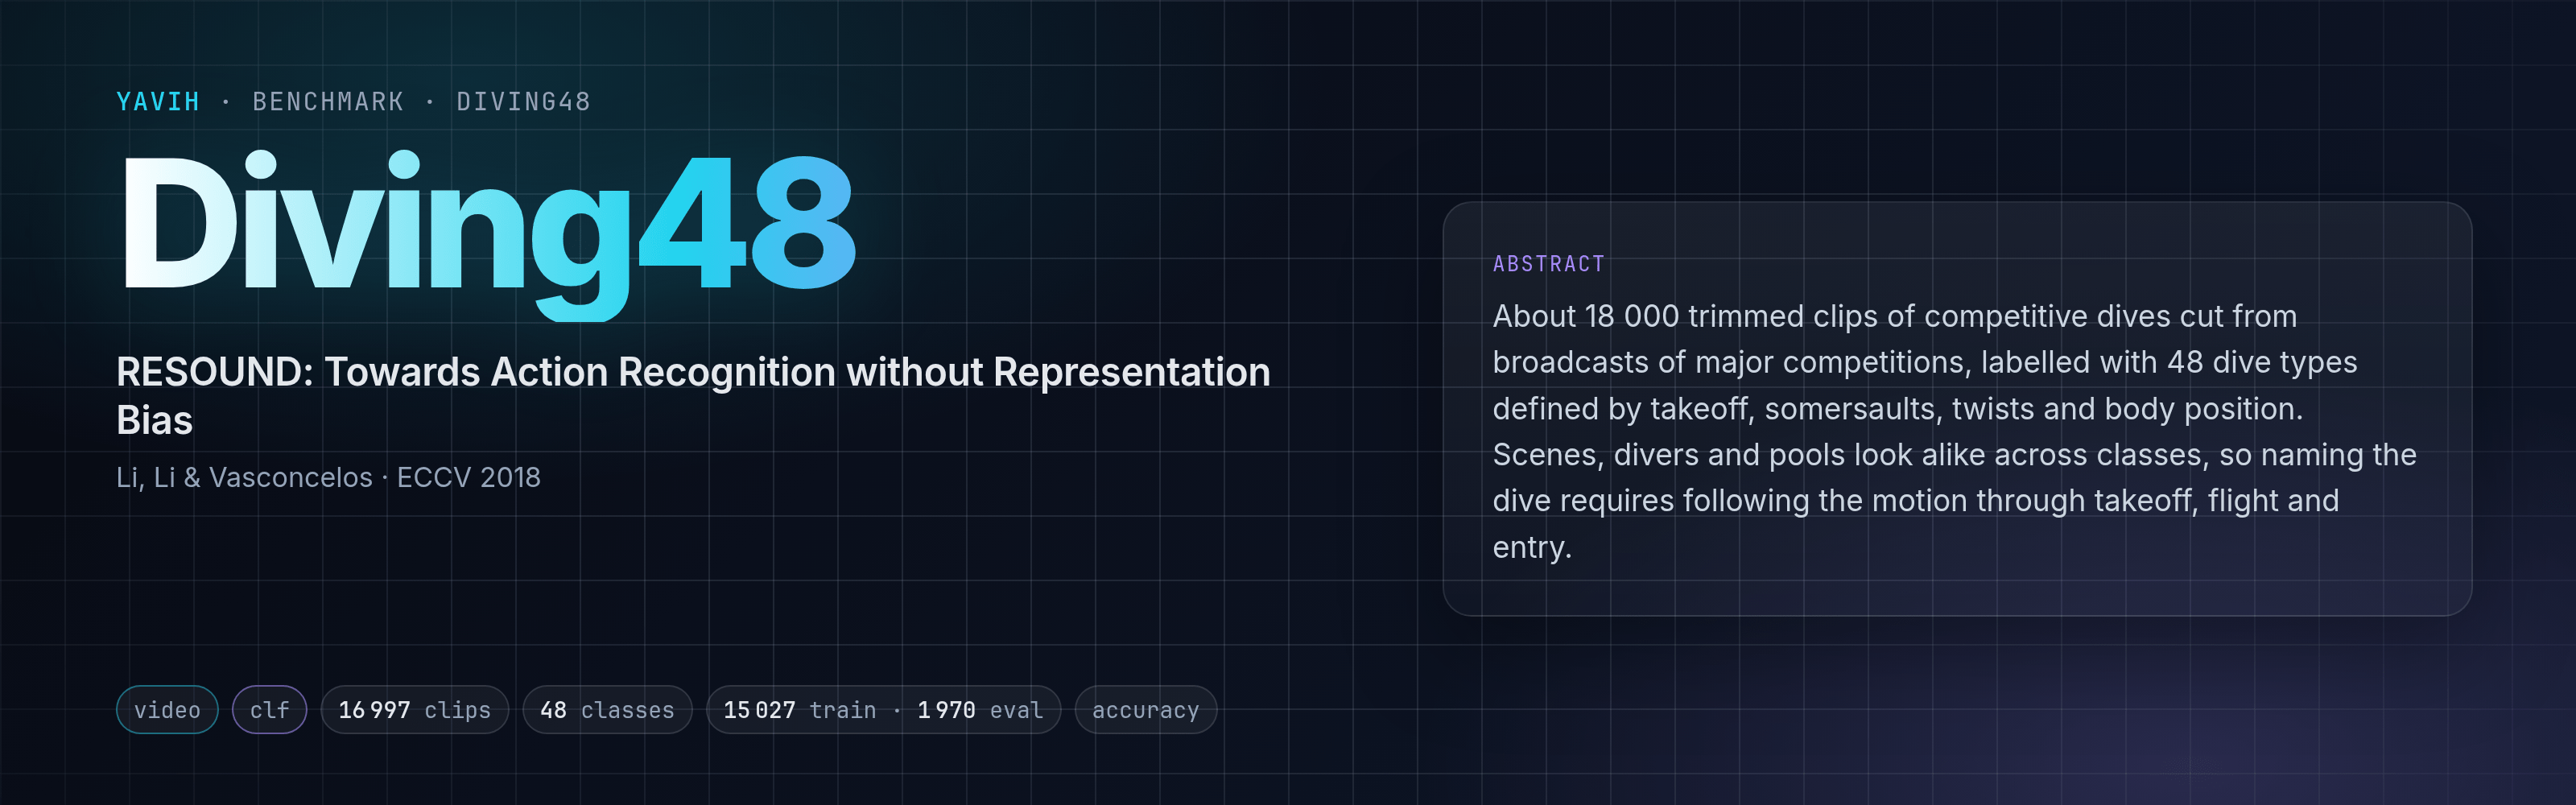 YAVIH · BENCHMARK · DIVING48
Diving48
RESOUND: Towards Action Recognition without Representation
Bias
Li, Li & Vasconcelos · ECCV 2018
ABSTRACT
About 18 000 trimmed clips of competitive dives cut from
broadcasts of major competitions, labelled with 48 dive types
defined by takeoff, somersaults, twists and body position.
Scenes, divers and pools look alike across classes, so naming the
dive requires following the motion through takeoff, flight and
entry.
video clf 16 997 clips 48 classes 15 027 train · 1 970 eval accuracy